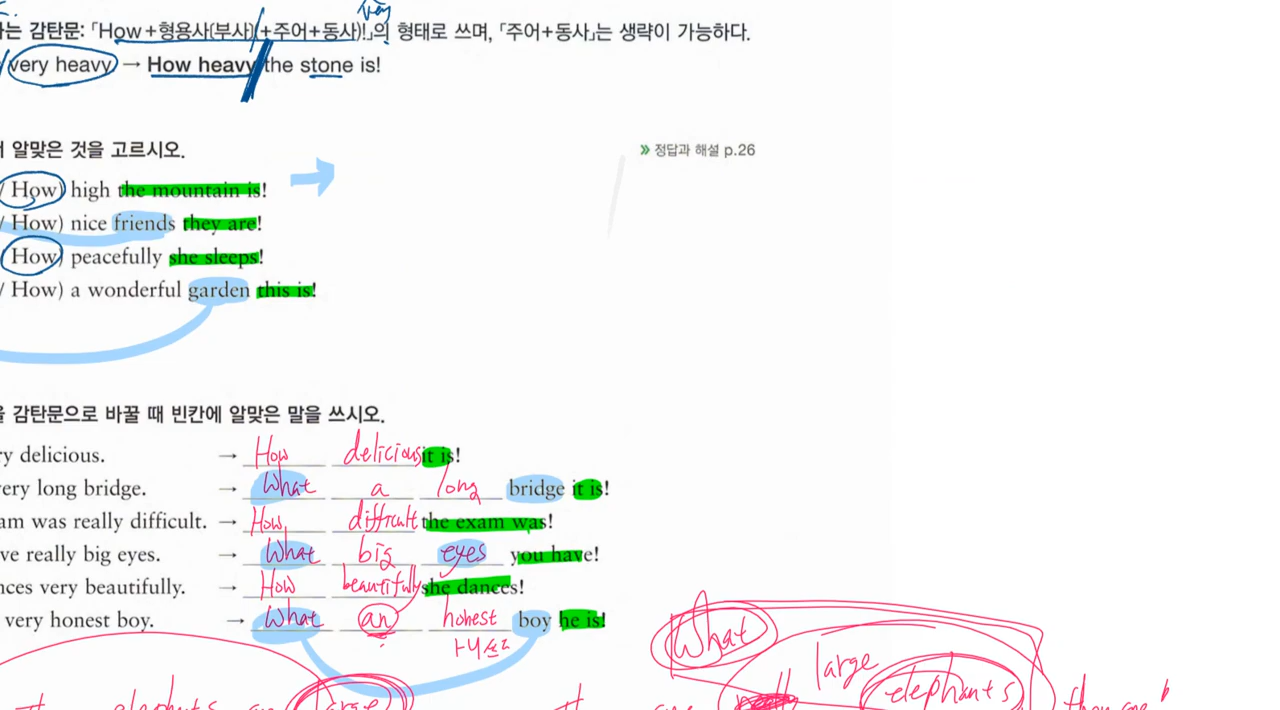 는 감탄문: 「How+형용사(부사)(+주어+동사)!」의 형태로 쓰며, 「주어+동사」는 생략이 가능하다.
very heavy → How heavy the stone is!
알맞은 것을 고르시오.
» 정답과 해설 p.26
/ How) high the mountain is!
/ How) nice friends they are!
How) peacefully she sleeps!
/ How) a wonderful garden this is!
을 감탄문으로 바꿀 때 빈칸에 알맞은 말을 쓰시오.
ry delicious. → How delicious it is!
very long bridge. → What a long bridge it is!
am was really difficult. → How difficult the exam was!
ve really big eyes. → What big eyes you have!
nces very beautifully. → How beautifully she dances!
very honest boy. → What an honest boy he is!
What
large
elephants are large
elephants they are